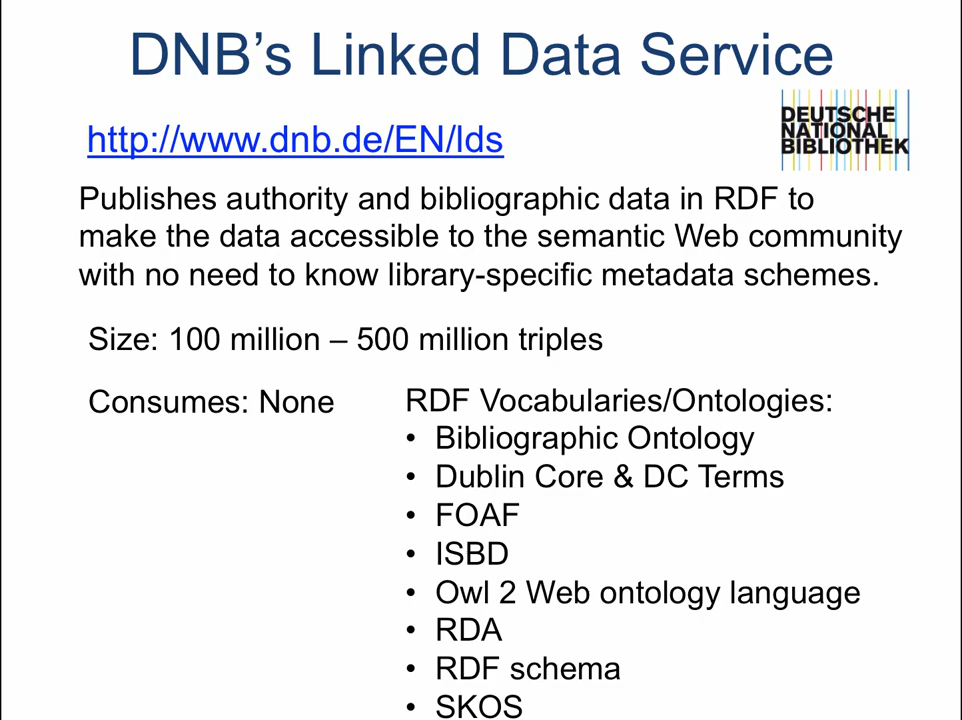 DNB's Linked Data Service
http://www.dnb.de/EN/lds
DEUTSCHE
NATIONAL
BIBLIOTHEK
Publishes authority and bibliographic data in RDF to
make the data accessible to the semantic Web community
with no need to know library-specific metadata schemes.
Size: 100 million – 500 million triples
Consumes: None
RDF Vocabularies/Ontologies:
• Bibliographic Ontology
• Dublin Core & DC Terms
• FOAF
• ISBD
• Owl 2 Web ontology language
• RDA
• RDF schema
• SKOS